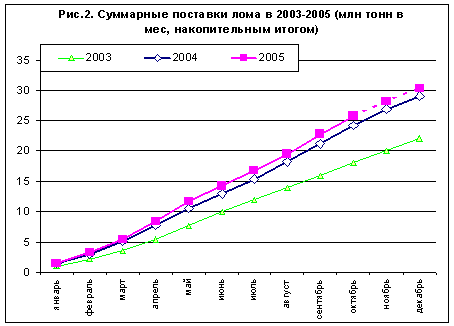 Рис.2. Суммарные поставки лома в 2003-2005 (млн тонн в
мес, накопительным итогом)
2003 2004 2005
35
30
25
20
15
10
5
0
январь
февраль
март
апрель
май
июнь
июль
август
сентябрь
октябрь
ноябрь
декабрь